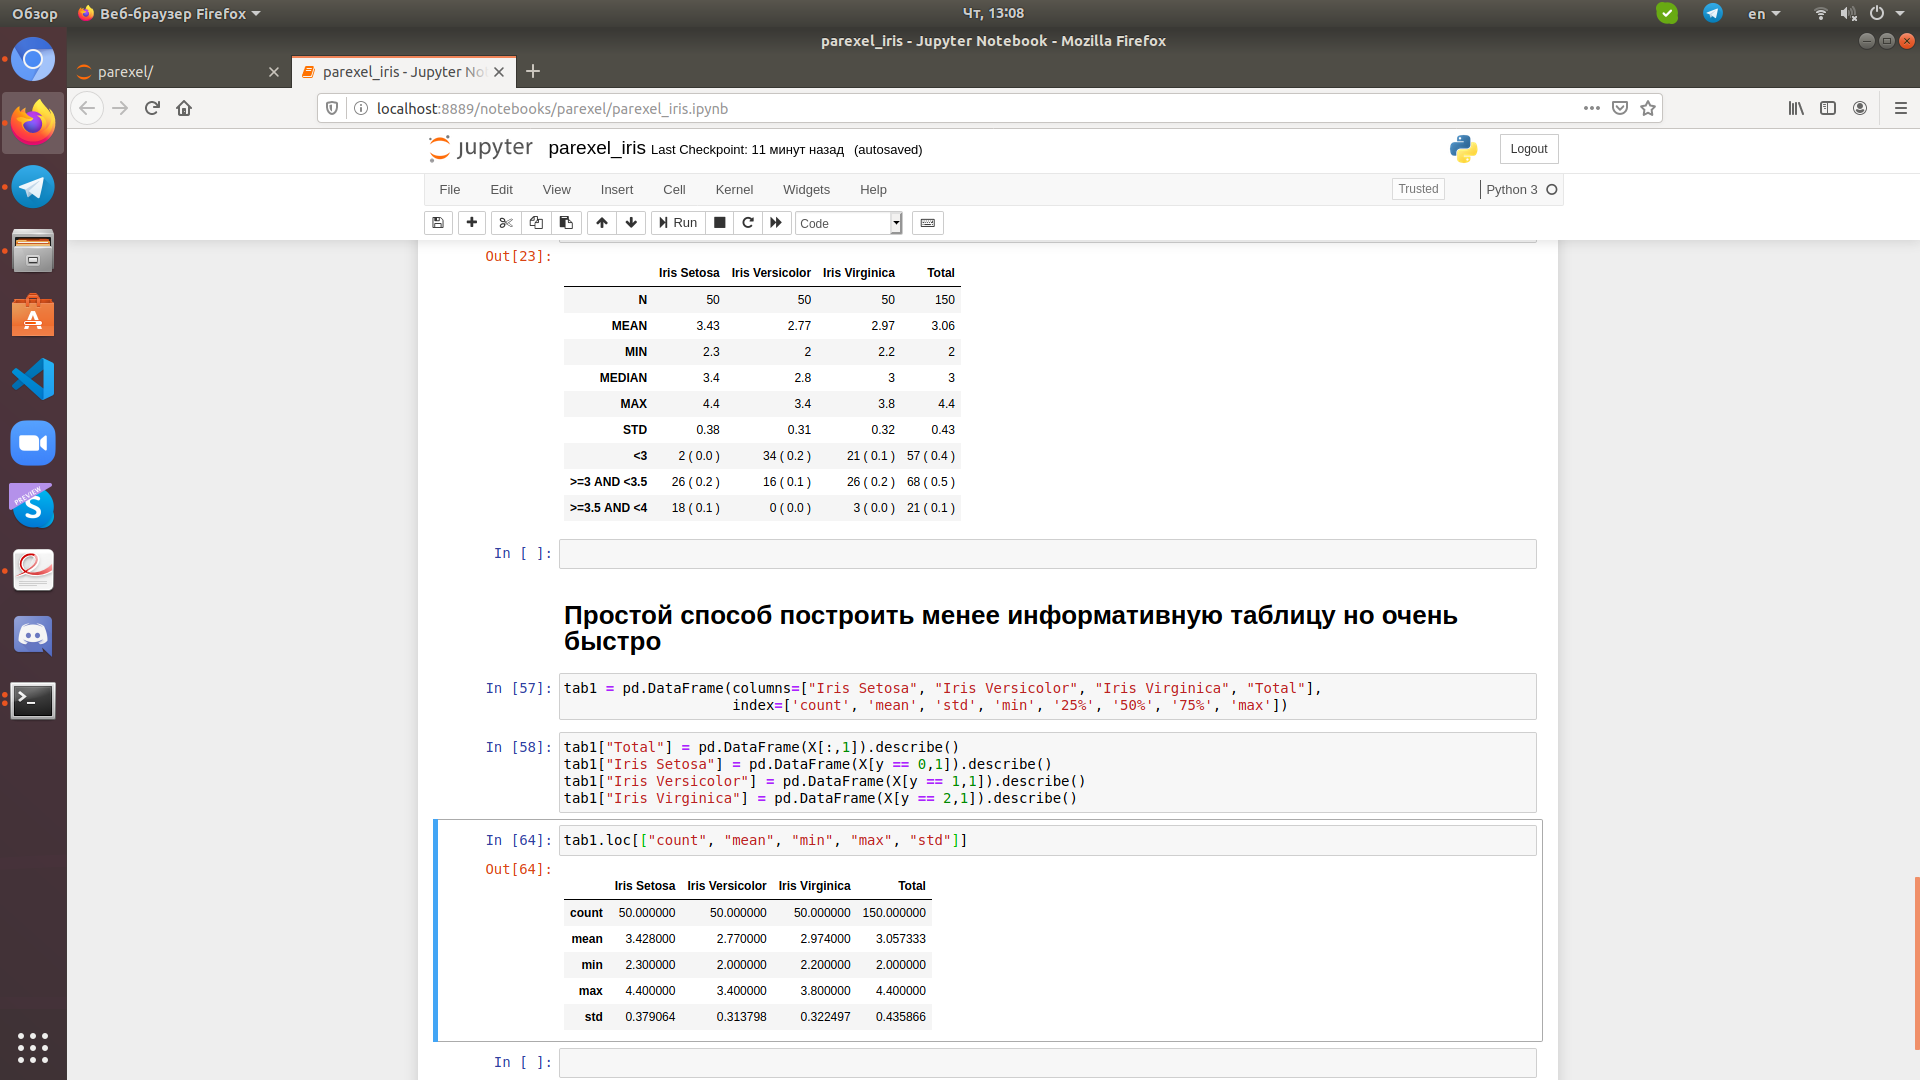 Обзор Веб-браузер Firefox Чт, 13:08 en
parexel_iris - Jupyter Notebook - Mozilla Firefox
parexel/ parexel_iris - Jupyter Not
localhost:8889/notebooks/parexel/parexel_iris.ipynb
jupyter parexel_iris Last Checkpoint: 11 минут назад (autosaved) Logout
File Edit View Insert Cell Kernel Widgets Help Trusted Python 3
Run Code
Out[23]:
Iris Setosa Iris Versicolor Iris Virginica Total
N 50 50 50 150
MEAN 3.43 2.77 2.97 3.06
MIN 2.3 2 2.2 2
MEDIAN 3.4 2.8 3 3
MAX 4.4 3.4 3.8 4.4
STD 0.38 0.31 0.32 0.43
<3 2 ( 0.0 ) 34 ( 0.2 ) 21 ( 0.1 ) 57 ( 0.4 )
>=3 AND <3.5 26 ( 0.2 ) 16 ( 0.1 ) 26 ( 0.2 ) 68 ( 0.5 )
>=3.5 AND <4 18 ( 0.1 ) 0 ( 0.0 ) 3 ( 0.0 ) 21 ( 0.1 )
In [ ]:
Простой способ построить менее информативную таблицу но очень
быстро
In [57]: tab1 = pd.DataFrame(columns=["Iris Setosa", "Iris Versicolor", "Iris Virginica", "Total"],
index=['count', 'mean', 'std', 'min', '25%', '50%', '75%', 'max'])
In [58]: tab1["Total"] = pd.DataFrame(X[:,1]).describe()
tab1["Iris Setosa"] = pd.DataFrame(X[y == 0,1]).describe()
tab1["Iris Versicolor"] = pd.DataFrame(X[y == 1,1]).describe()
tab1["Iris Virginica"] = pd.DataFrame(X[y == 2,1]).describe()
In [64]: tab1.loc[["count", "mean", "min", "max", "std"]]
Out[64]:
Iris Setosa Iris Versicolor Iris Virginica Total
count 50.000000 50.000000 50.000000 150.000000
mean 3.428000 2.770000 2.974000 3.057333
min 2.300000 2.000000 2.200000 2.000000
max 4.400000 3.400000 3.800000 4.400000
std 0.379064 0.313798 0.322497 0.435866
In [ ]:
PREVIEW